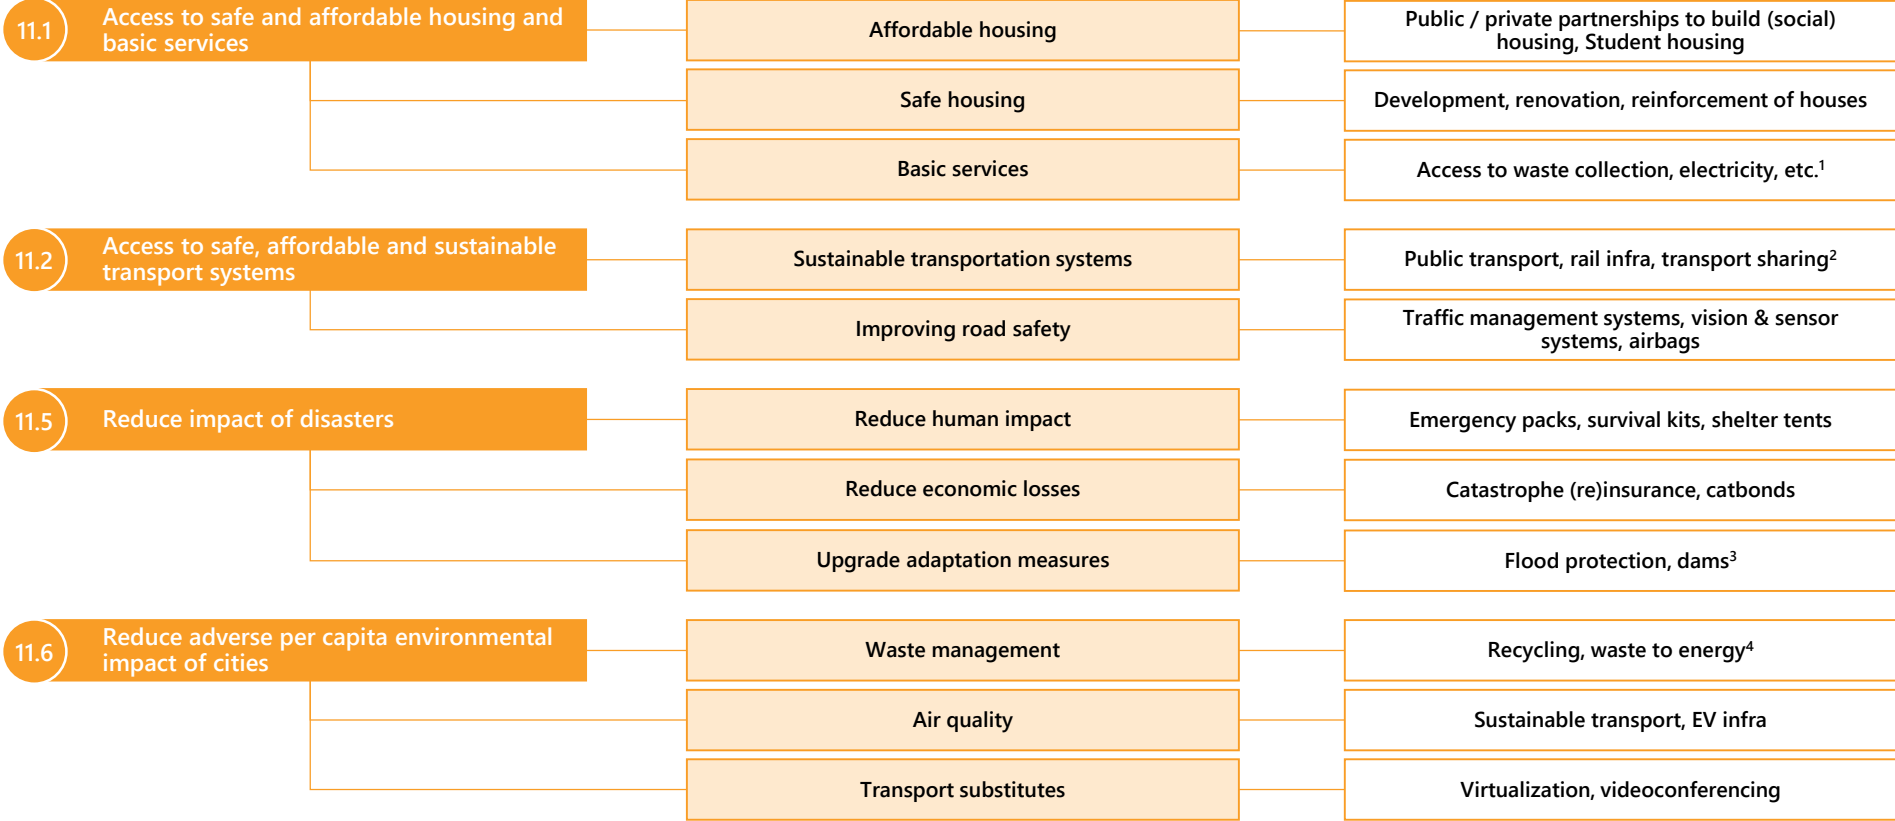 11.1
Access to safe and affordable housing and
basic services
Affordable housing
Public / private partnerships to build (social)
housing, Student housing
Safe housing
Development, renovation, reinforcement of houses
Basic services
Access to waste collection, electricity, etc.¹
11.2
Access to safe, affordable and sustainable
transport systems
Sustainable transportation systems
Public transport, rail infra, transport sharing²
Improving road safety
Traffic management systems, vision & sensor
systems, airbags
11.5
Reduce impact of disasters
Reduce human impact
Emergency packs, survival kits, shelter tents
Reduce economic losses
Catastrophe (re)insurance, catbonds
Upgrade adaptation measures
Flood protection, dams³
11.6
Reduce adverse per capita environmental
impact of cities
Waste management
Recycling, waste to energy⁴
Air quality
Sustainable transport, EV infra
Transport substitutes
Virtualization, videoconferencing